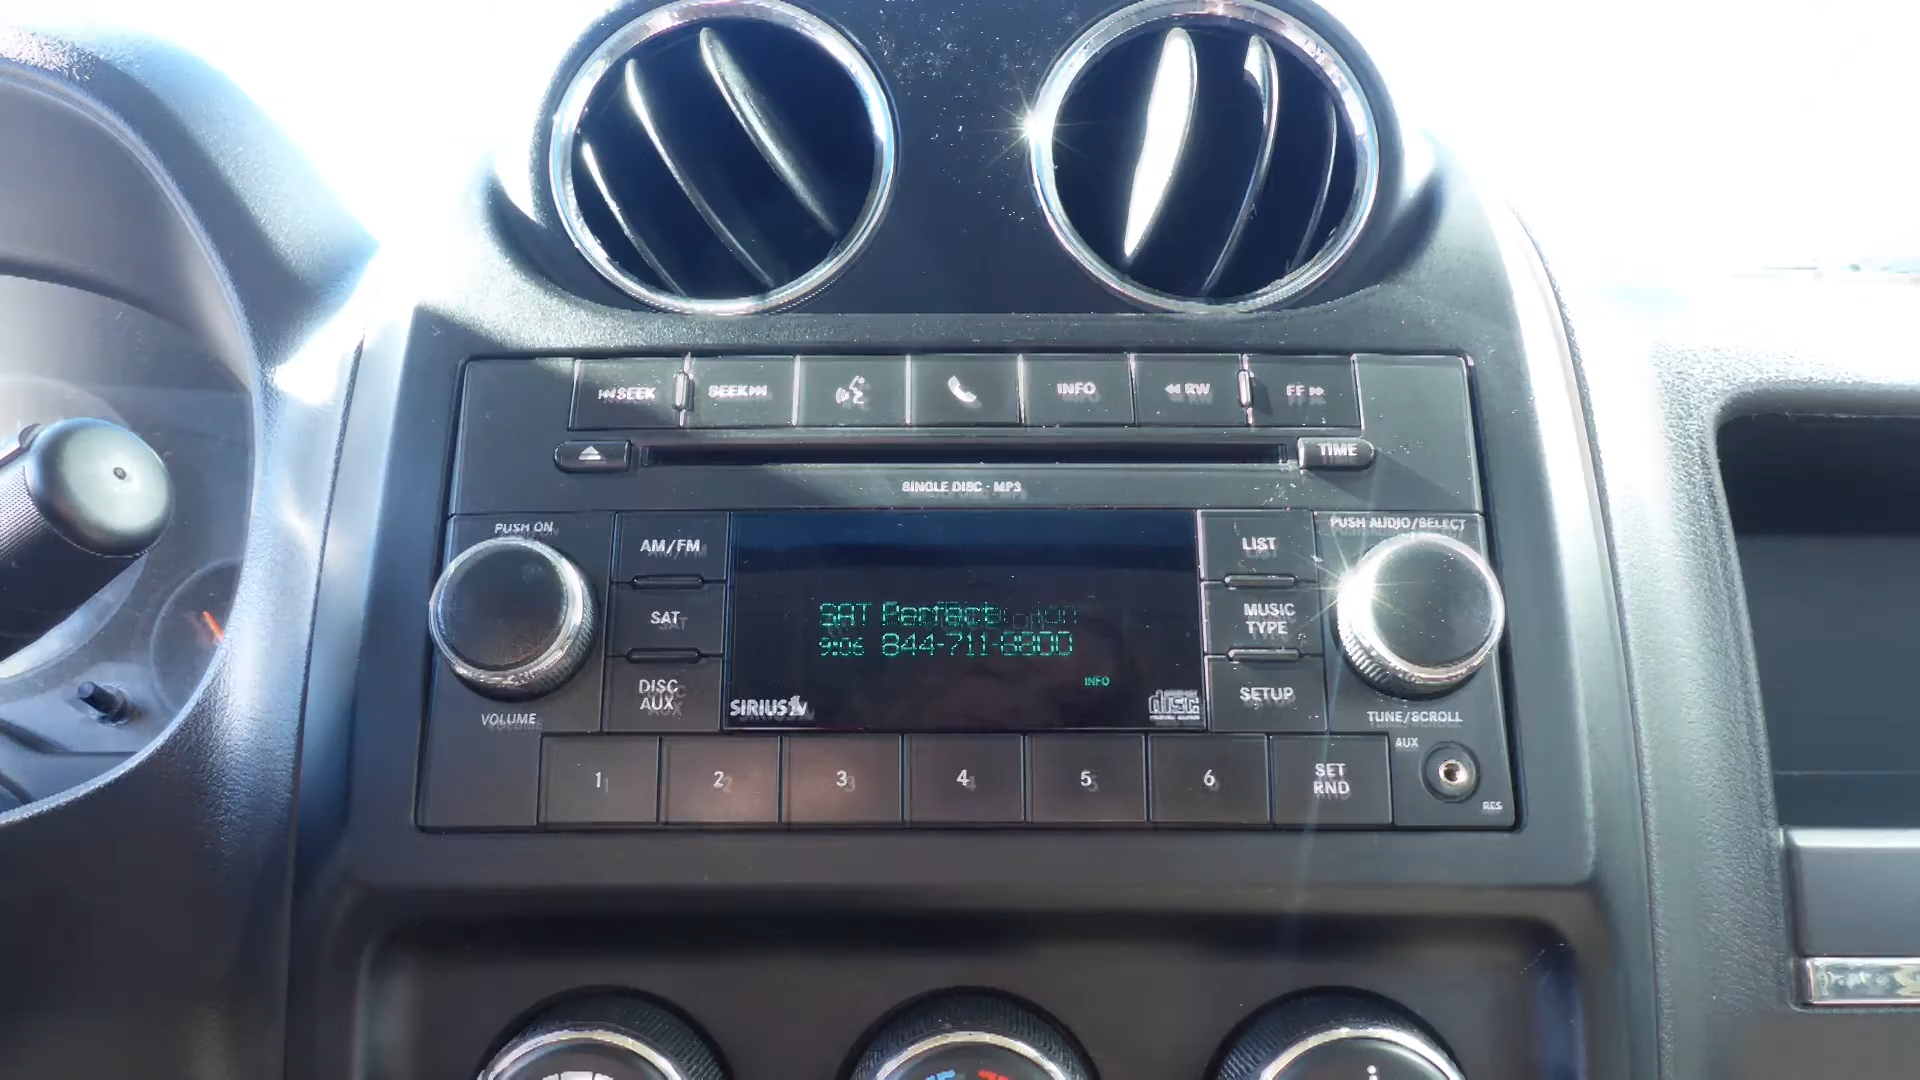 SEEK
SEEK
INFO
RW
FF
TIME
SINGLE DISC - MP3
PUSH ON
AM/FM
LIST
PUSH AUDIO/SELECT
SAT
SAT
9:06 844-711-8800
MUSIC
TYPE
INFO
DISC
AUX
SIRIUS
disc
SETUP
VOLUME
TUNE/SCROLL
1
2
3
4
5
6
SET
RND
AUX
RES